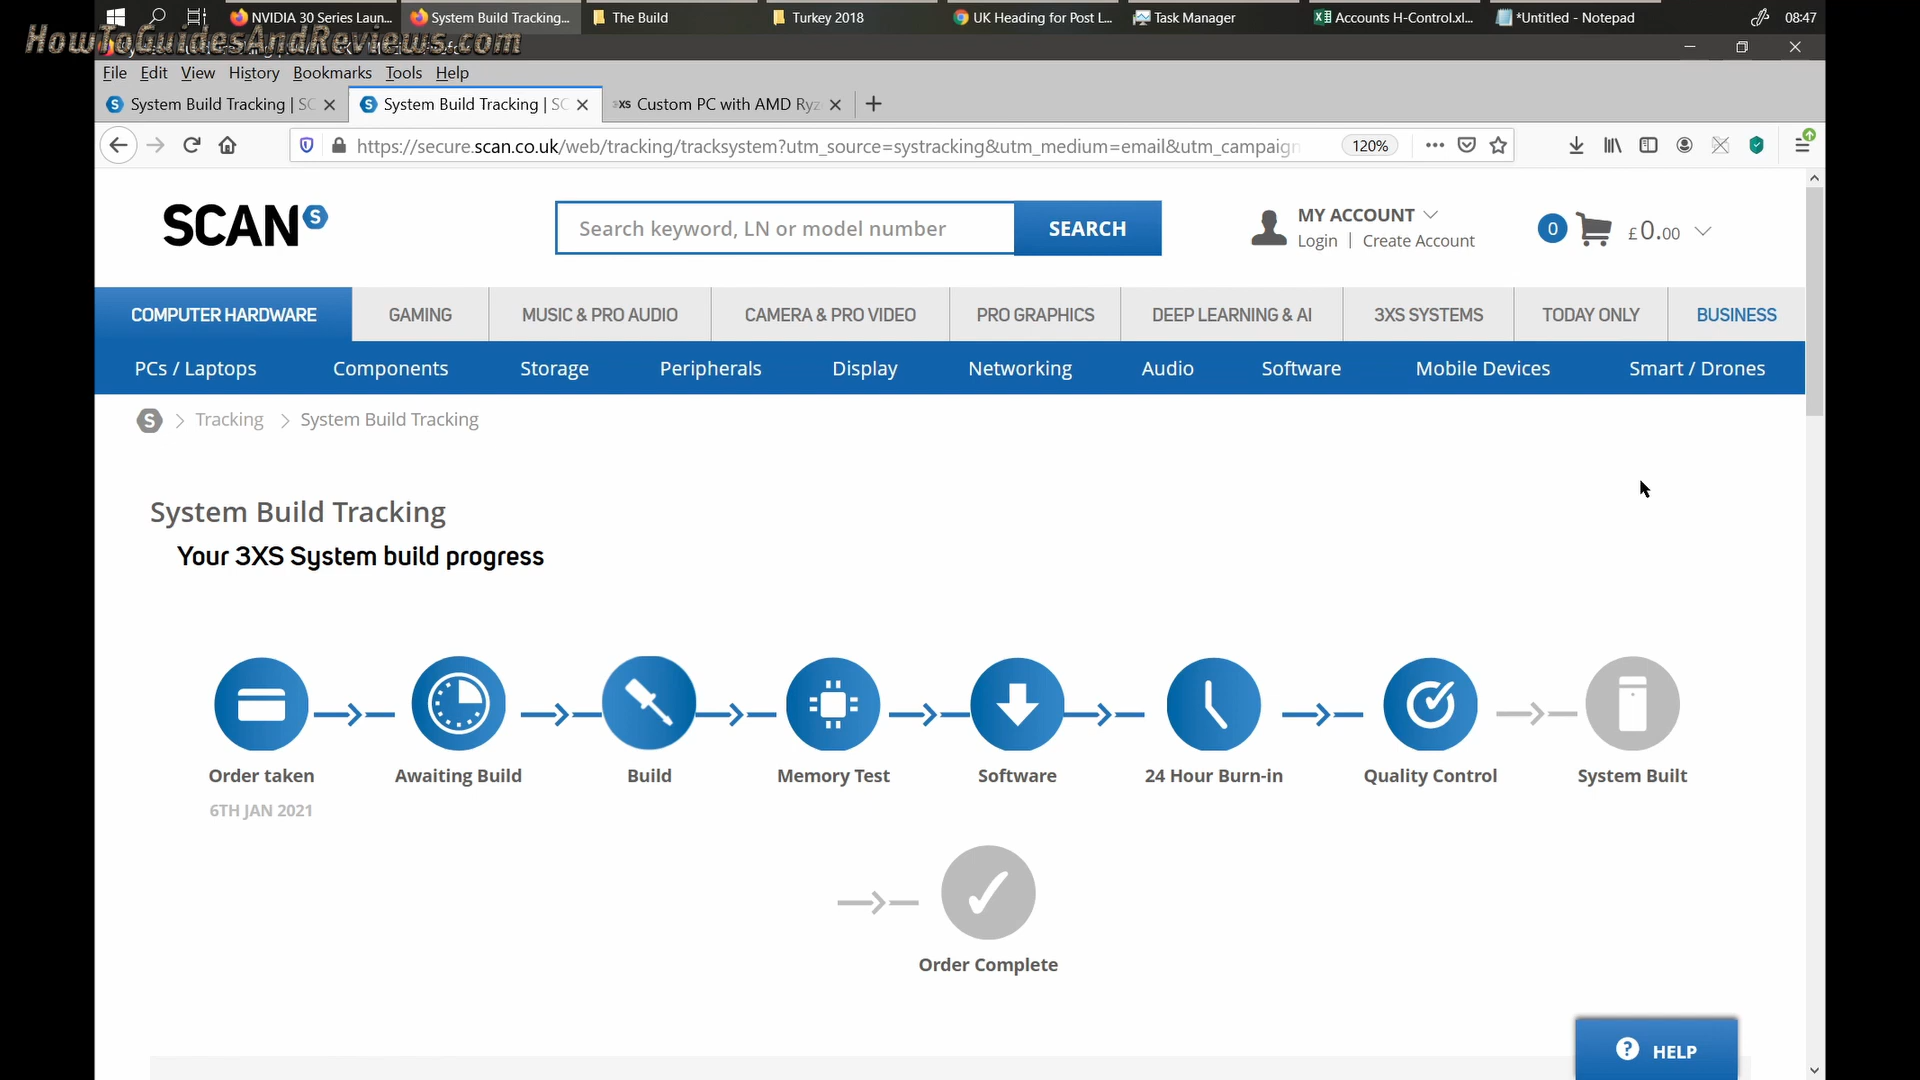 NVIDIA 30 Series Laun...
System Build Tracking...
The Build
Turkey 2018
UK Heading for Post L...
Task Manager
Accounts H-Control.xl...
*Untitled - Notepad
08:47
HowToGuidesAndReviews.com
File Edit View History Bookmarks Tools Help
System Build Tracking | SC
System Build Tracking | SC
3XS Custom PC with AMD Ryz
https://secure.scan.co.uk/web/tracking/tracksystem?utm_source=systracking&utm_medium=email&utm_campaign
120%
SCAN S
Search keyword, LN or model number
SEARCH
MY ACCOUNT
Login | Create Account
0
£0.00
COMPUTER HARDWARE GAMING MUSIC & PRO AUDIO CAMERA & PRO VIDEO PRO GRAPHICS DEEP LEARNING & AI 3XS SYSTEMS TODAY ONLY BUSINESS
PCs / Laptops Components Storage Peripherals Display Networking Audio Software Mobile Devices Smart / Drones
S Tracking System Build Tracking
System Build Tracking
Your 3XS System build progress
Order taken Awaiting Build Build Memory Test Software 24 Hour Burn-in Quality Control System Built
6TH JAN 2021
Order Complete
? HELP